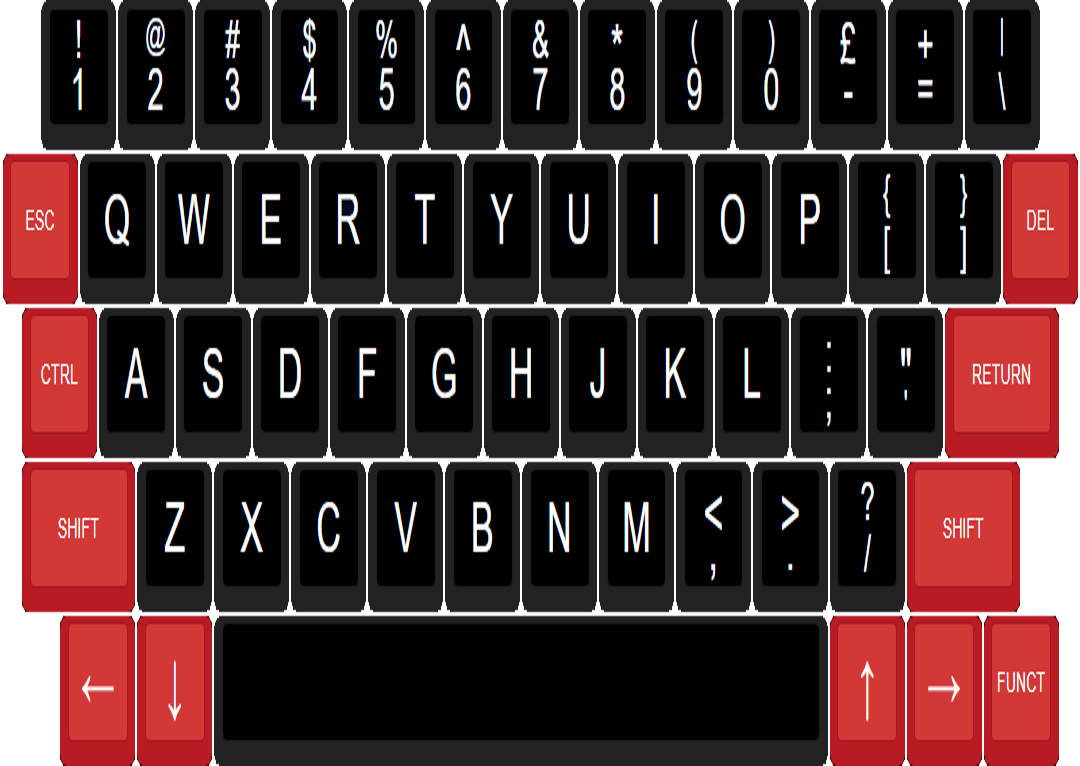 ! @ # $ % ^ & * ( ) £ + |
1 2 3 4 5 6 7 8 9 0 - = \
ESC Q W E R T Y U I O P { } DEL
[ ]
CTRL A S D F G H J K L : " RETURN
; '
SHIFT Z X C V B N M < > ? SHIFT
, . /
← ↓ ↑ → FUNCT